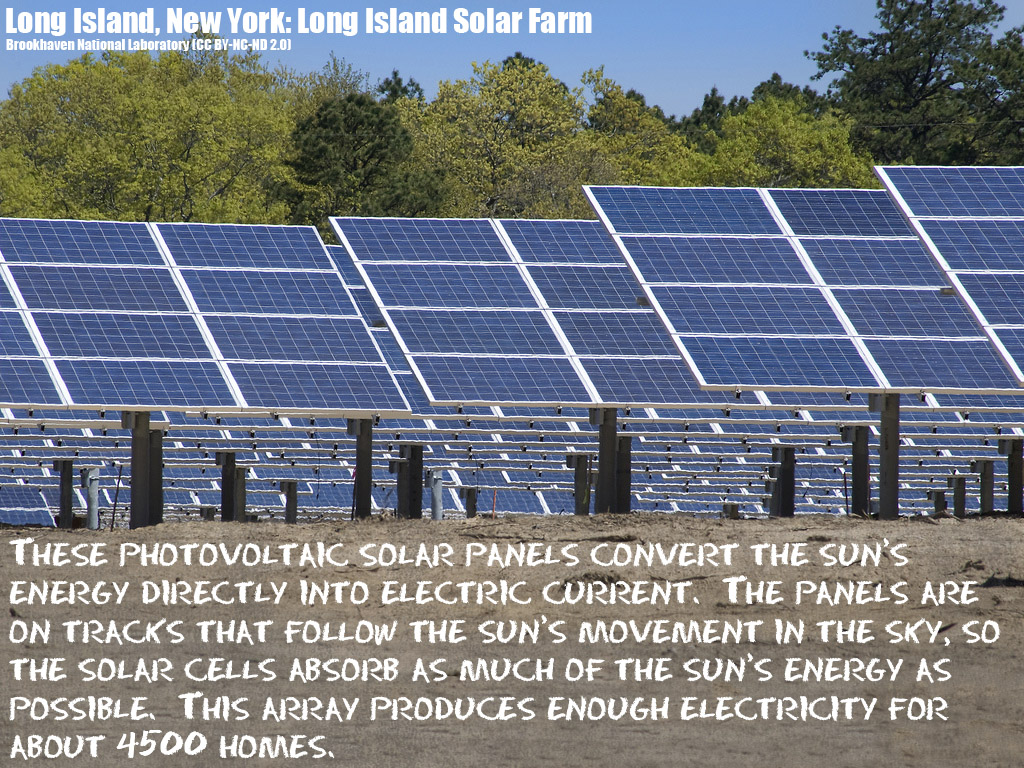 Long Island, New York: Long Island Solar Farm
Brookhaven National Laboratory (CC BY-NC-ND 2.0)
These photovoltaic solar panels convert the sun's
energy directly into electric current. The panels are
on tracks that follow the sun's movement in the sky, so
the solar cells absorb as much of the sun's energy as
possible. This array produces enough electricity for
about 4500 homes.